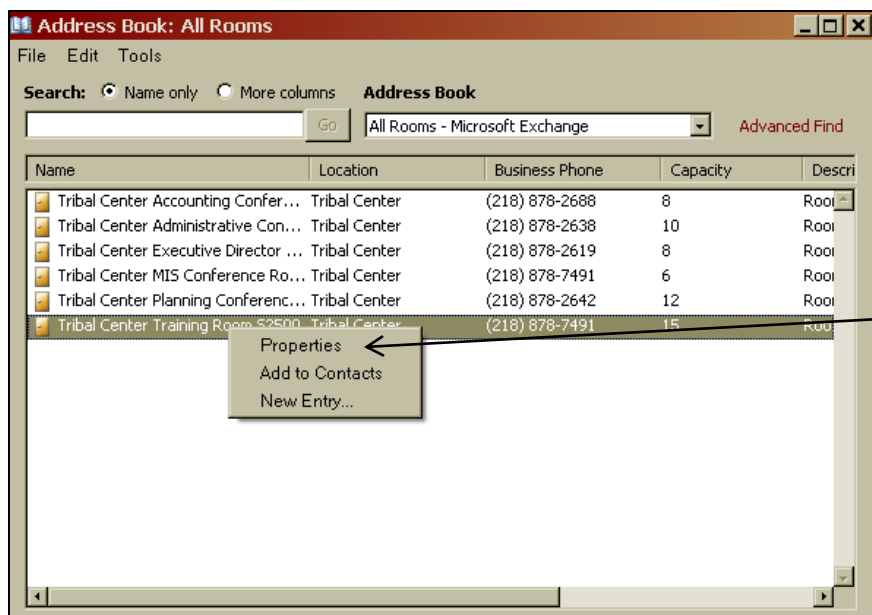 Address Book: All Rooms
File Edit Tools
Search: Name only More columns Address Book
Go All Rooms - Microsoft Exchange Advanced Find
Name Location Business Phone Capacity Descri
Tribal Center Accounting Confer... Tribal Center (218) 878-2688 8 Roo
Tribal Center Administrative Con... Tribal Center (218) 878-2638 10 Roo
Tribal Center Executive Director ... Tribal Center (218) 878-2619 8 Roo
Tribal Center MIS Conference Ro... Tribal Center (218) 878-7491 6 Roo
Tribal Center Planning Conferenc... Tribal Center (218) 878-2642 12 Roo
Tribal Center Training Room S2500 Tribal Center (218) 878-7491 15 Roo
Properties
Add to Contacts
New Entry...